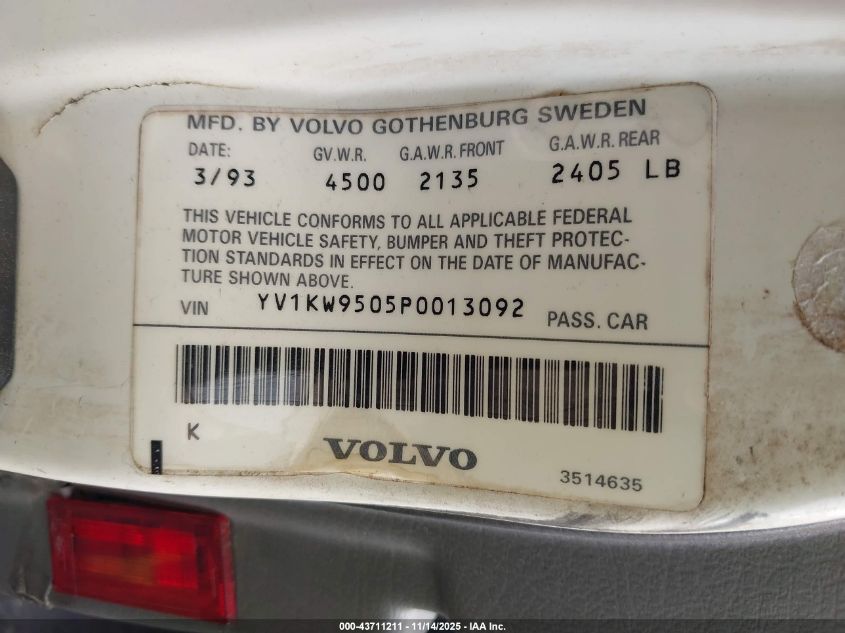 MFD. BY VOLVO GOTHENBURG SWEDEN
DATE: GV.W.R. G.A.W.R. FRONT G.A.W.R. REAR
3/93 4500 2135 2405 LB
THIS VEHICLE CONFORMS TO ALL APPLICABLE FEDERAL
MOTOR VEHICLE SAFETY, BUMPER AND THEFT PROTEC-
TION STANDARDS IN EFFECT ON THE DATE OF MANUFAC-
TURE SHOWN ABOVE.
VIN YV1KW9505P0013092 PASS. CAR
K
VOLVO
3514635
000-43711211 - 11/14/2025 - IAA Inc.